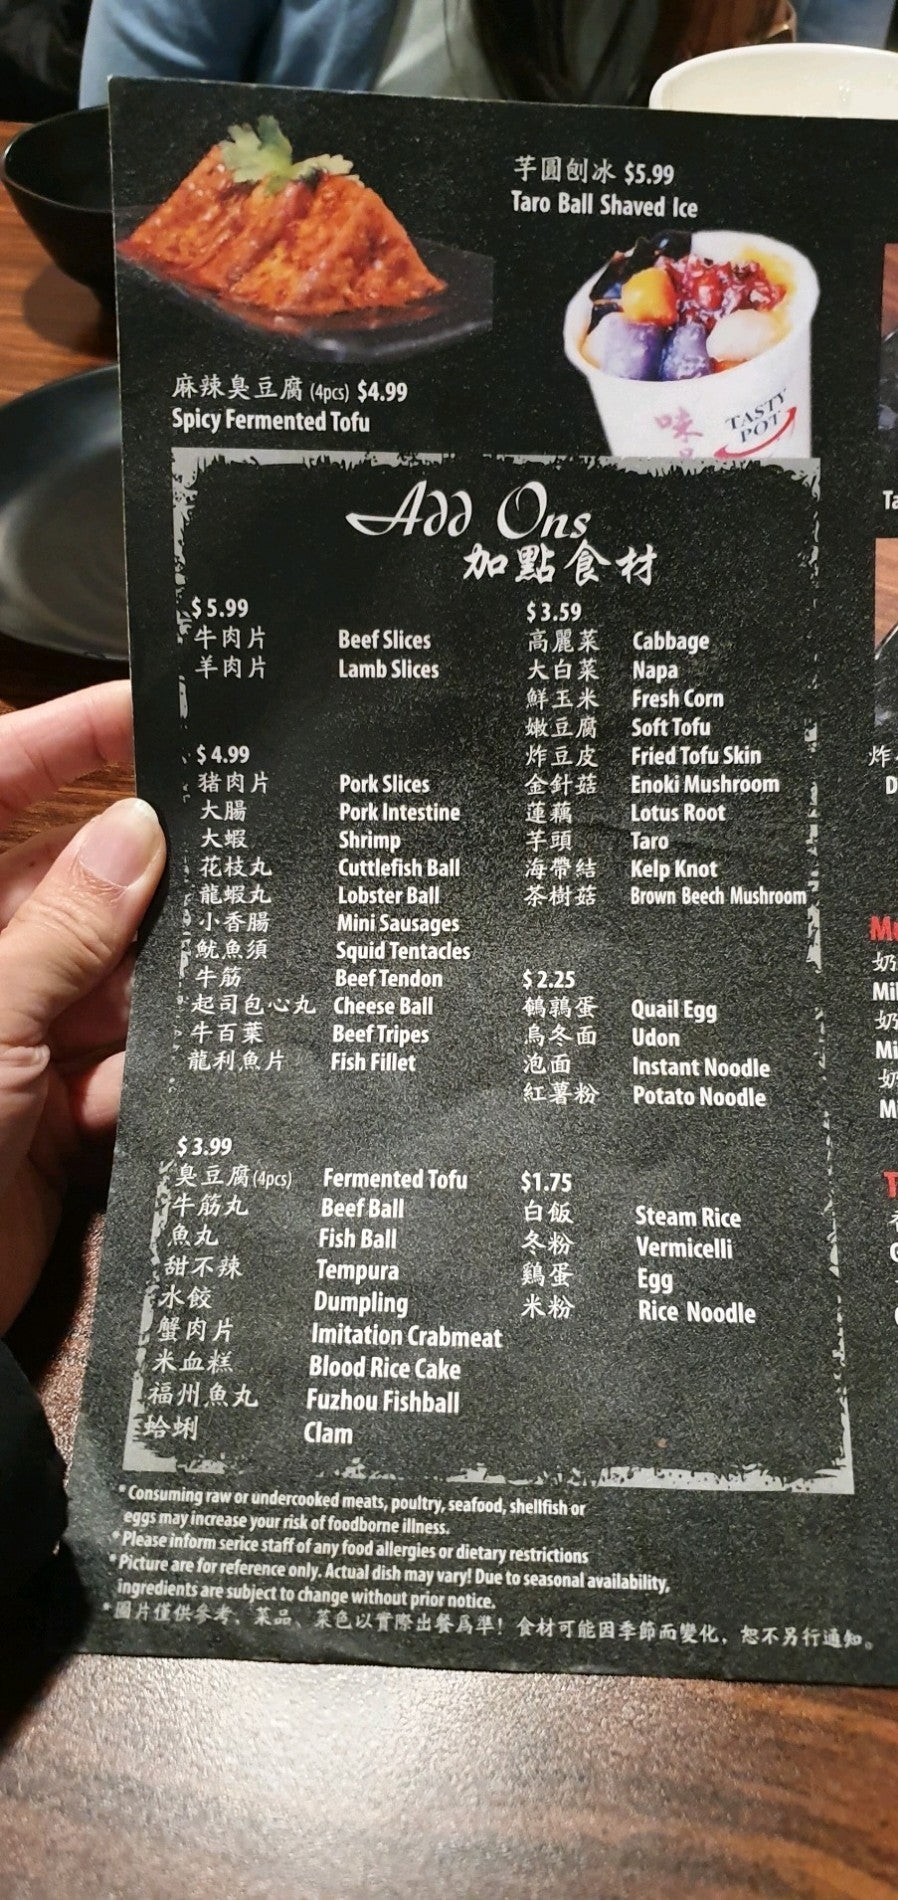 芋圓刨冰 $5.99
Taro Ball Shaved Ice
味
TASTY
POT
麻辣臭豆腐 (4pcs) $4.99
Spicy Fermented Tofu
Add Ons
加點食材
$5.99
牛肉片 Beef Slices
羊肉片 Lamb Slices
$4.99
猪肉片 Pork Slices
大腸 Pork Intestine
大蝦 Shrimp
花枝丸 Cuttlefish Ball
龍蝦丸 Lobster Ball
小香腸 Mini Sausages
魷魚須 Squid Tentacles
牛筋 Beef Tendon
起司包心丸 Cheese Ball
牛百葉 Beef Tripes
龍利魚片 Fish Fillet
$3.99
臭豆腐(4pcs) Fermented Tofu
牛筋丸 Beef Ball
魚丸 Fish Ball
甜不辣 Tempura
水餃 Dumpling
蟹肉片 Imitation Crabmeat
米血糕 Blood Rice Cake
福州魚丸 Fuzhou Fishball
蛤蜊 Clam
$3.59
高麗菜 Cabbage
大白菜 Napa
鮮玉米 Fresh Corn
嫩豆腐 Soft Tofu
炸豆皮 Fried Tofu Skin
金針菇 Enoki Mushroom
蓮藕 Lotus Root
芋頭 Taro
海帶結 Kelp Knot
茶樹菇 Brown Beech Mushroom
$2.25
鵪鶉蛋 Quail Egg
烏冬面 Udon
泡面 Instant Noodle
紅薯粉 Potato Noodle
$1.75
白飯 Steam Rice
冬粉 Vermicelli
鷄蛋 Egg
米粉 Rice Noodle
*Consuming raw or undercooked meats, poultry, seafood, shellfish or
eggs may increase your risk of foodborne illness.
*Please inform serice staff of any food allergies or dietary restrictions
*Picture are for reference only. Actual dish may vary! Due to seasonal availability,
ingredients are subject to change without prior notice.
*圖片僅供參考、菜品、菜色以實際出餐爲準！食材可能因季節而變化，恕不另行通知。